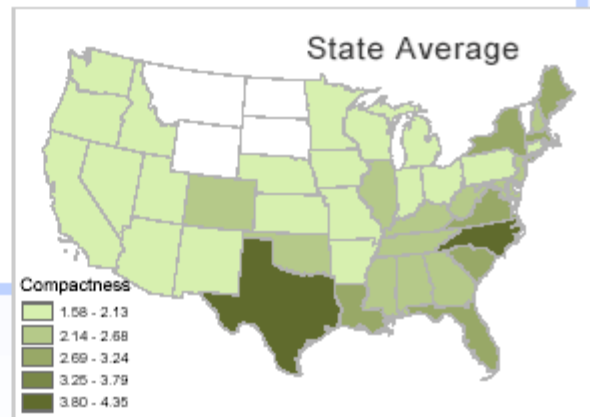 State Average
Compactness
1.58 - 2.13
2.14 - 2.68
2.69 - 3.24
3.25 - 3.79
3.80 - 4.35